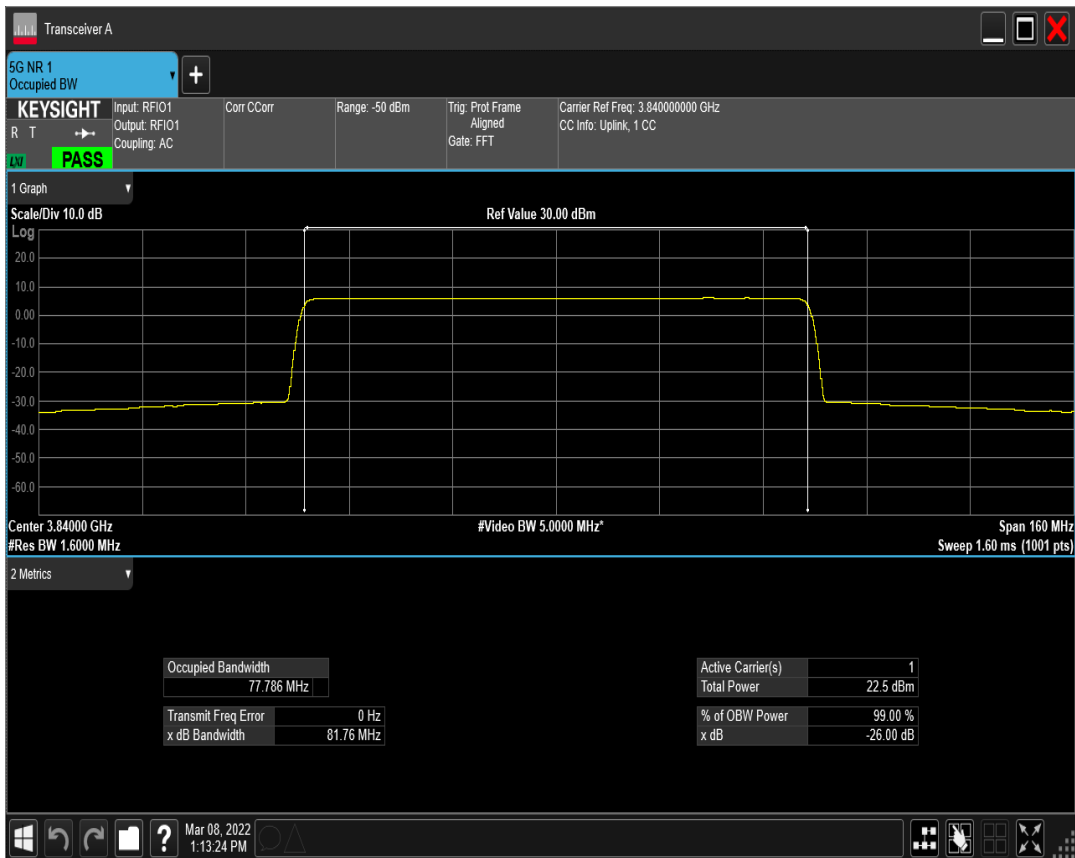 Transceiver A
5G NR 1
Occupied BW
+
KEYSIGHT
R T
LXI
PASS
Input: RFIO1
Output: RFIO1
Coupling: AC
Corr CCorr
Range: -50 dBm
Trig: Prot Frame
Aligned
Gate: FFT
Carrier Ref Freq: 3.840000000 GHz
CC Info: Uplink, 1 CC
1 Graph
Scale/Div 10.0 dB
Ref Value 30.00 dBm
Log
20.0
10.0
0.00
-10.0
-20.0
-30.0
-40.0
-50.0
-60.0
Center 3.84000 GHz
#Video BW 5.0000 MHz*
Span 160 MHz
#Res BW 1.6000 MHz
Sweep 1.60 ms (1001 pts)
2 Metrics
Occupied Bandwidth
77.786 MHz
Active Carrier(s) 1
Total Power 22.5 dBm
Transmit Freq Error 0 Hz
x dB Bandwidth 81.76 MHz
% of OBW Power 99.00 %
x dB -26.00 dB
?
Mar 08, 2022
1:13:24 PM